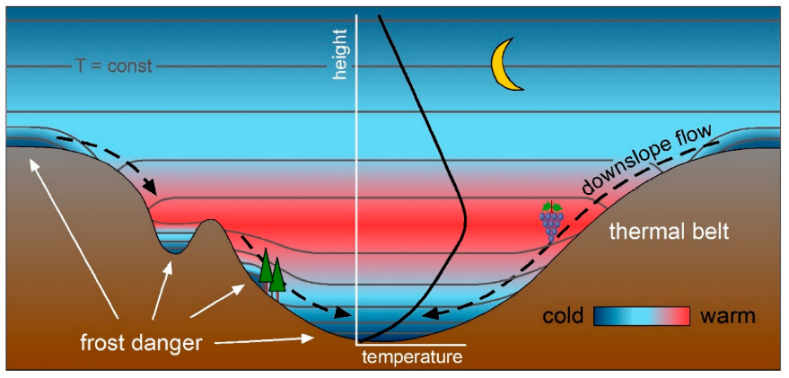 T = const
height
downslope flow
thermal belt
cold
warm
frost danger
temperature